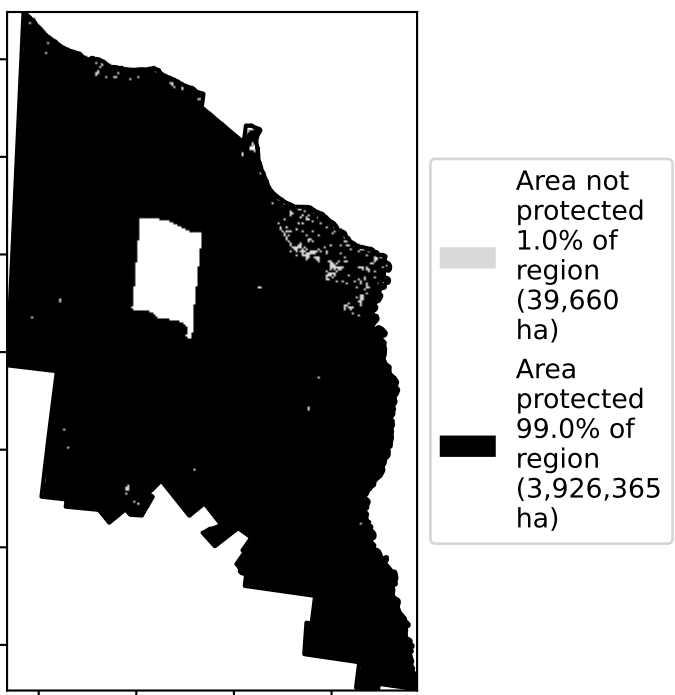 Area not
protected
1.0% of
region
(39,660
ha)
Area
protected
99.0% of
region
(3,926,365
ha)